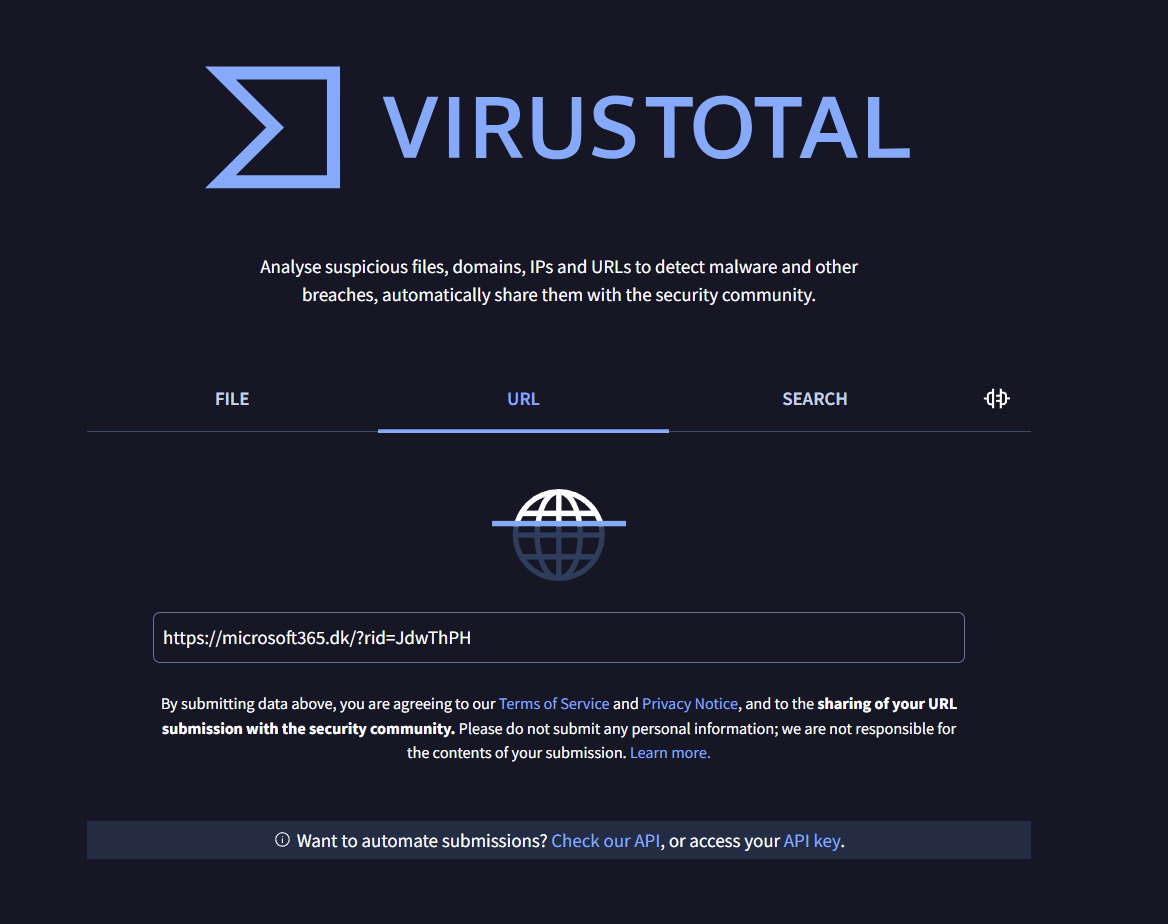 VIRUSTOTAL
Analyse suspicious files, domains, IPs and URLs to detect malware and other
breaches, automatically share them with the security community.
FILE
URL
SEARCH
https://microsoft365.dk/?rid=JdwThPH
By submitting data above, you are agreeing to our Terms of Service and Privacy Notice, and to the sharing of your URL
submission with the security community. Please do not submit any personal information; we are not responsible for
the contents of your submission. Learn more.
Want to automate submissions? Check our API, or access your API key.